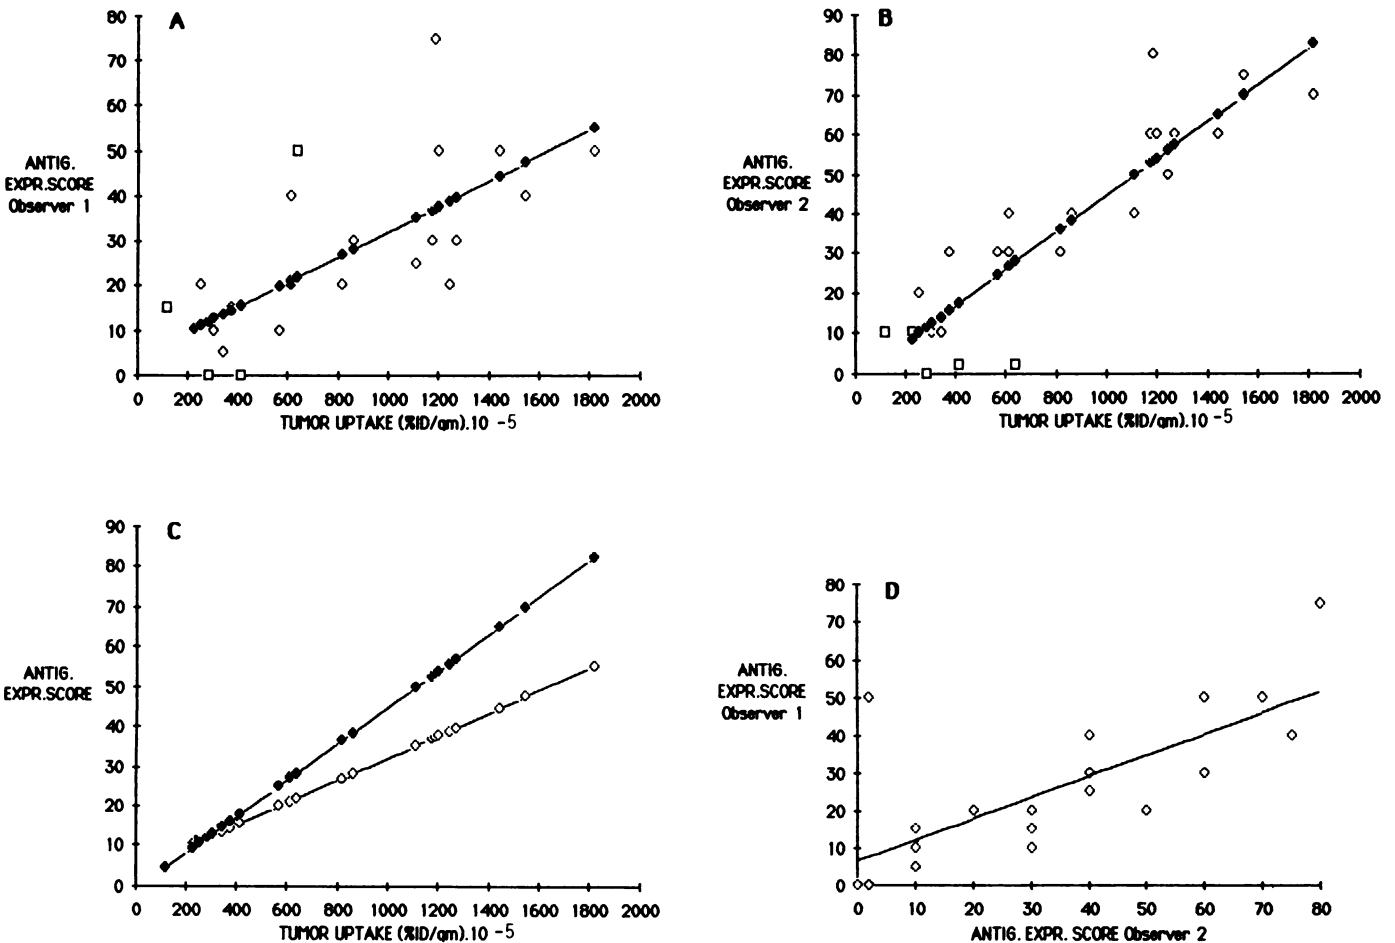 A
80
70
60
50
40
30
20
10
0
ANTIG.
EXPR.SCORE
Observer 1
0 200 400 600 800 1000 1200 1400 1600 1800 2000
TUMOR UPTAKE (%ID/gm).10 -5
B
90
80
70
60
50
40
30
20
10
0
ANTIG.
EXPR.SCORE
Observer 2
0 200 400 600 800 1000 1200 1400 1600 1800 2000
TUMOR UPTAKE (%ID/gm).10 -5
C
90
80
70
60
50
40
30
20
10
0
ANTIG.
EXPR.SCORE
0 200 400 600 800 1000 1200 1400 1600 1800 2000
TUMOR UPTAKE (%ID/gm).10 -5
D
80
70
60
50
40
30
20
10
0
ANTIG.
EXPR.SCORE
Observer 1
0 10 20 30 40 50 60 70 80
ANTIG. EXPR. SCORE Observer 2